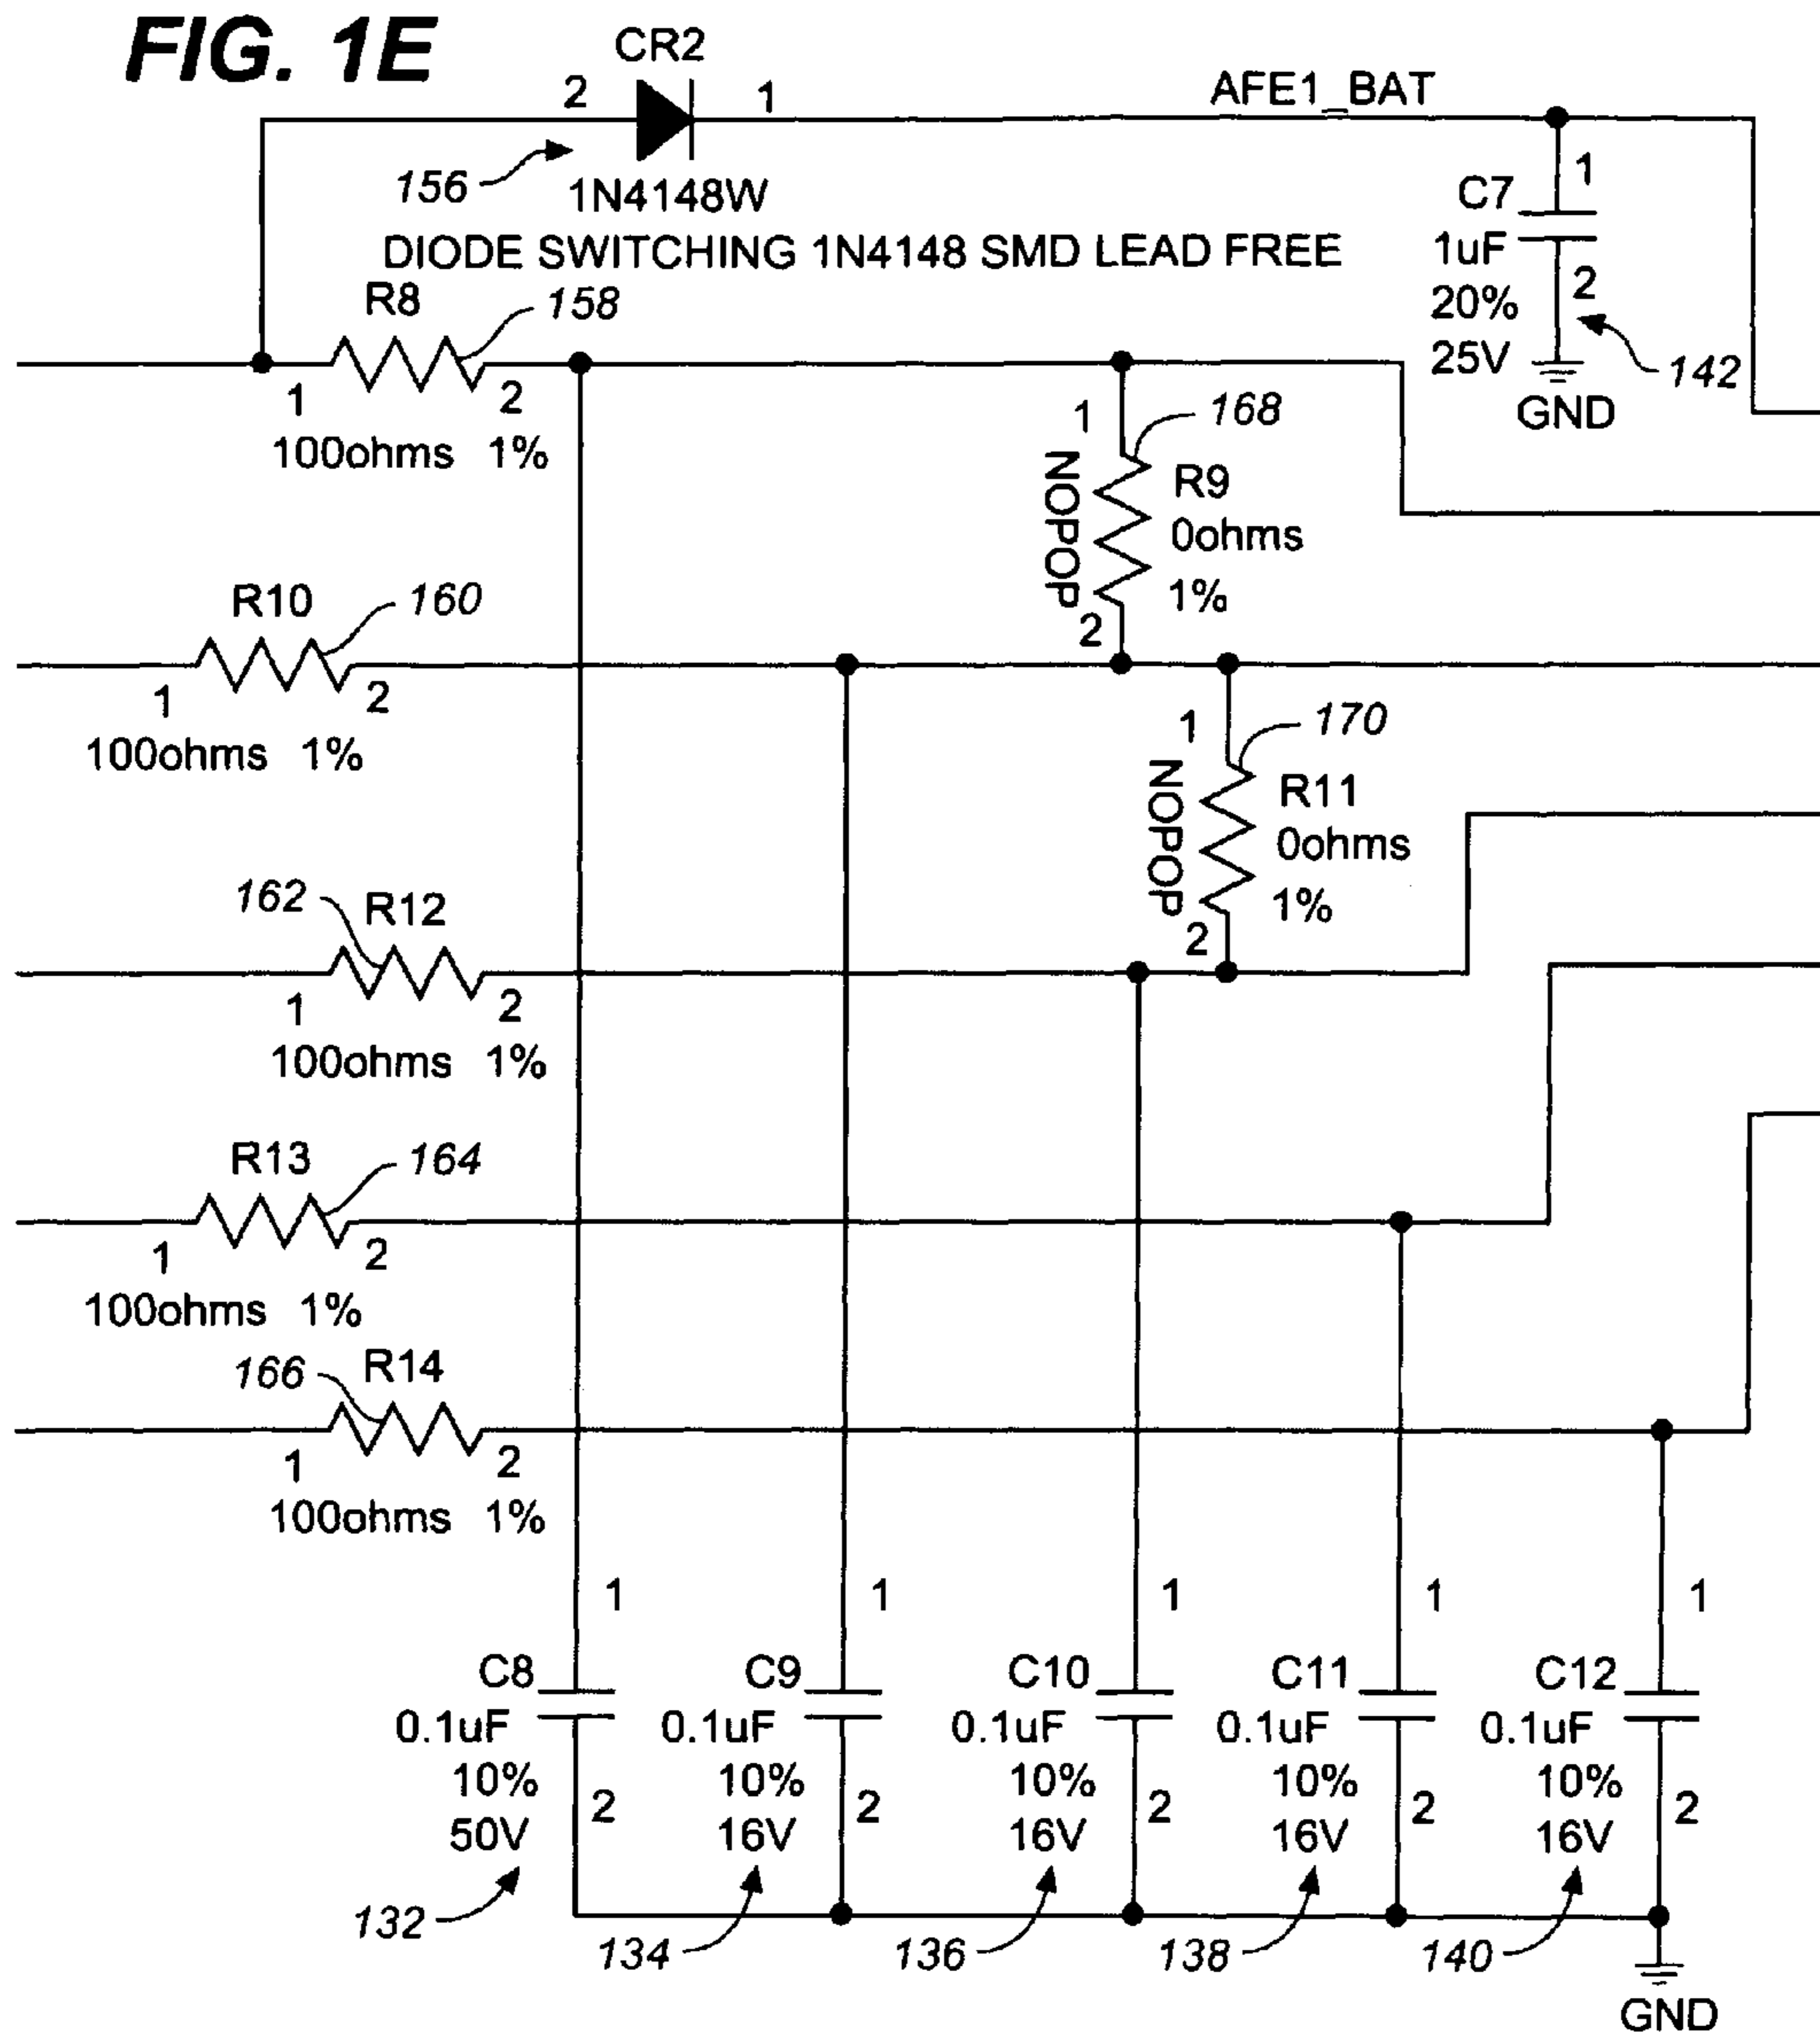 FIG. 1E
CR2
2
1
AFE1_BAT
156
1N4148W
DIODE SWITCHING 1N4148 SMD LEAD FREE
C7
1
1uF
2
20%
25V
142
GND
R8
158
1
2
100ohms 1%
1
168
NOPOP
R9
0ohms
1%
2
R10
160
1
2
100ohms 1%
1
170
NOPOP
R11
0ohms
1%
2
162
R12
1
2
100ohms 1%
R13
164
1
2
100ohms 1%
166
R14
1
2
100ohms 1%
1
C8
0.1uF
10%
50V
2
132
1
C9
0.1uF
10%
16V
2
134
1
C10
0.1uF
10%
16V
2
136
1
C11
0.1uF
10%
16V
2
138
1
C12
0.1uF
10%
16V
2
140
GND